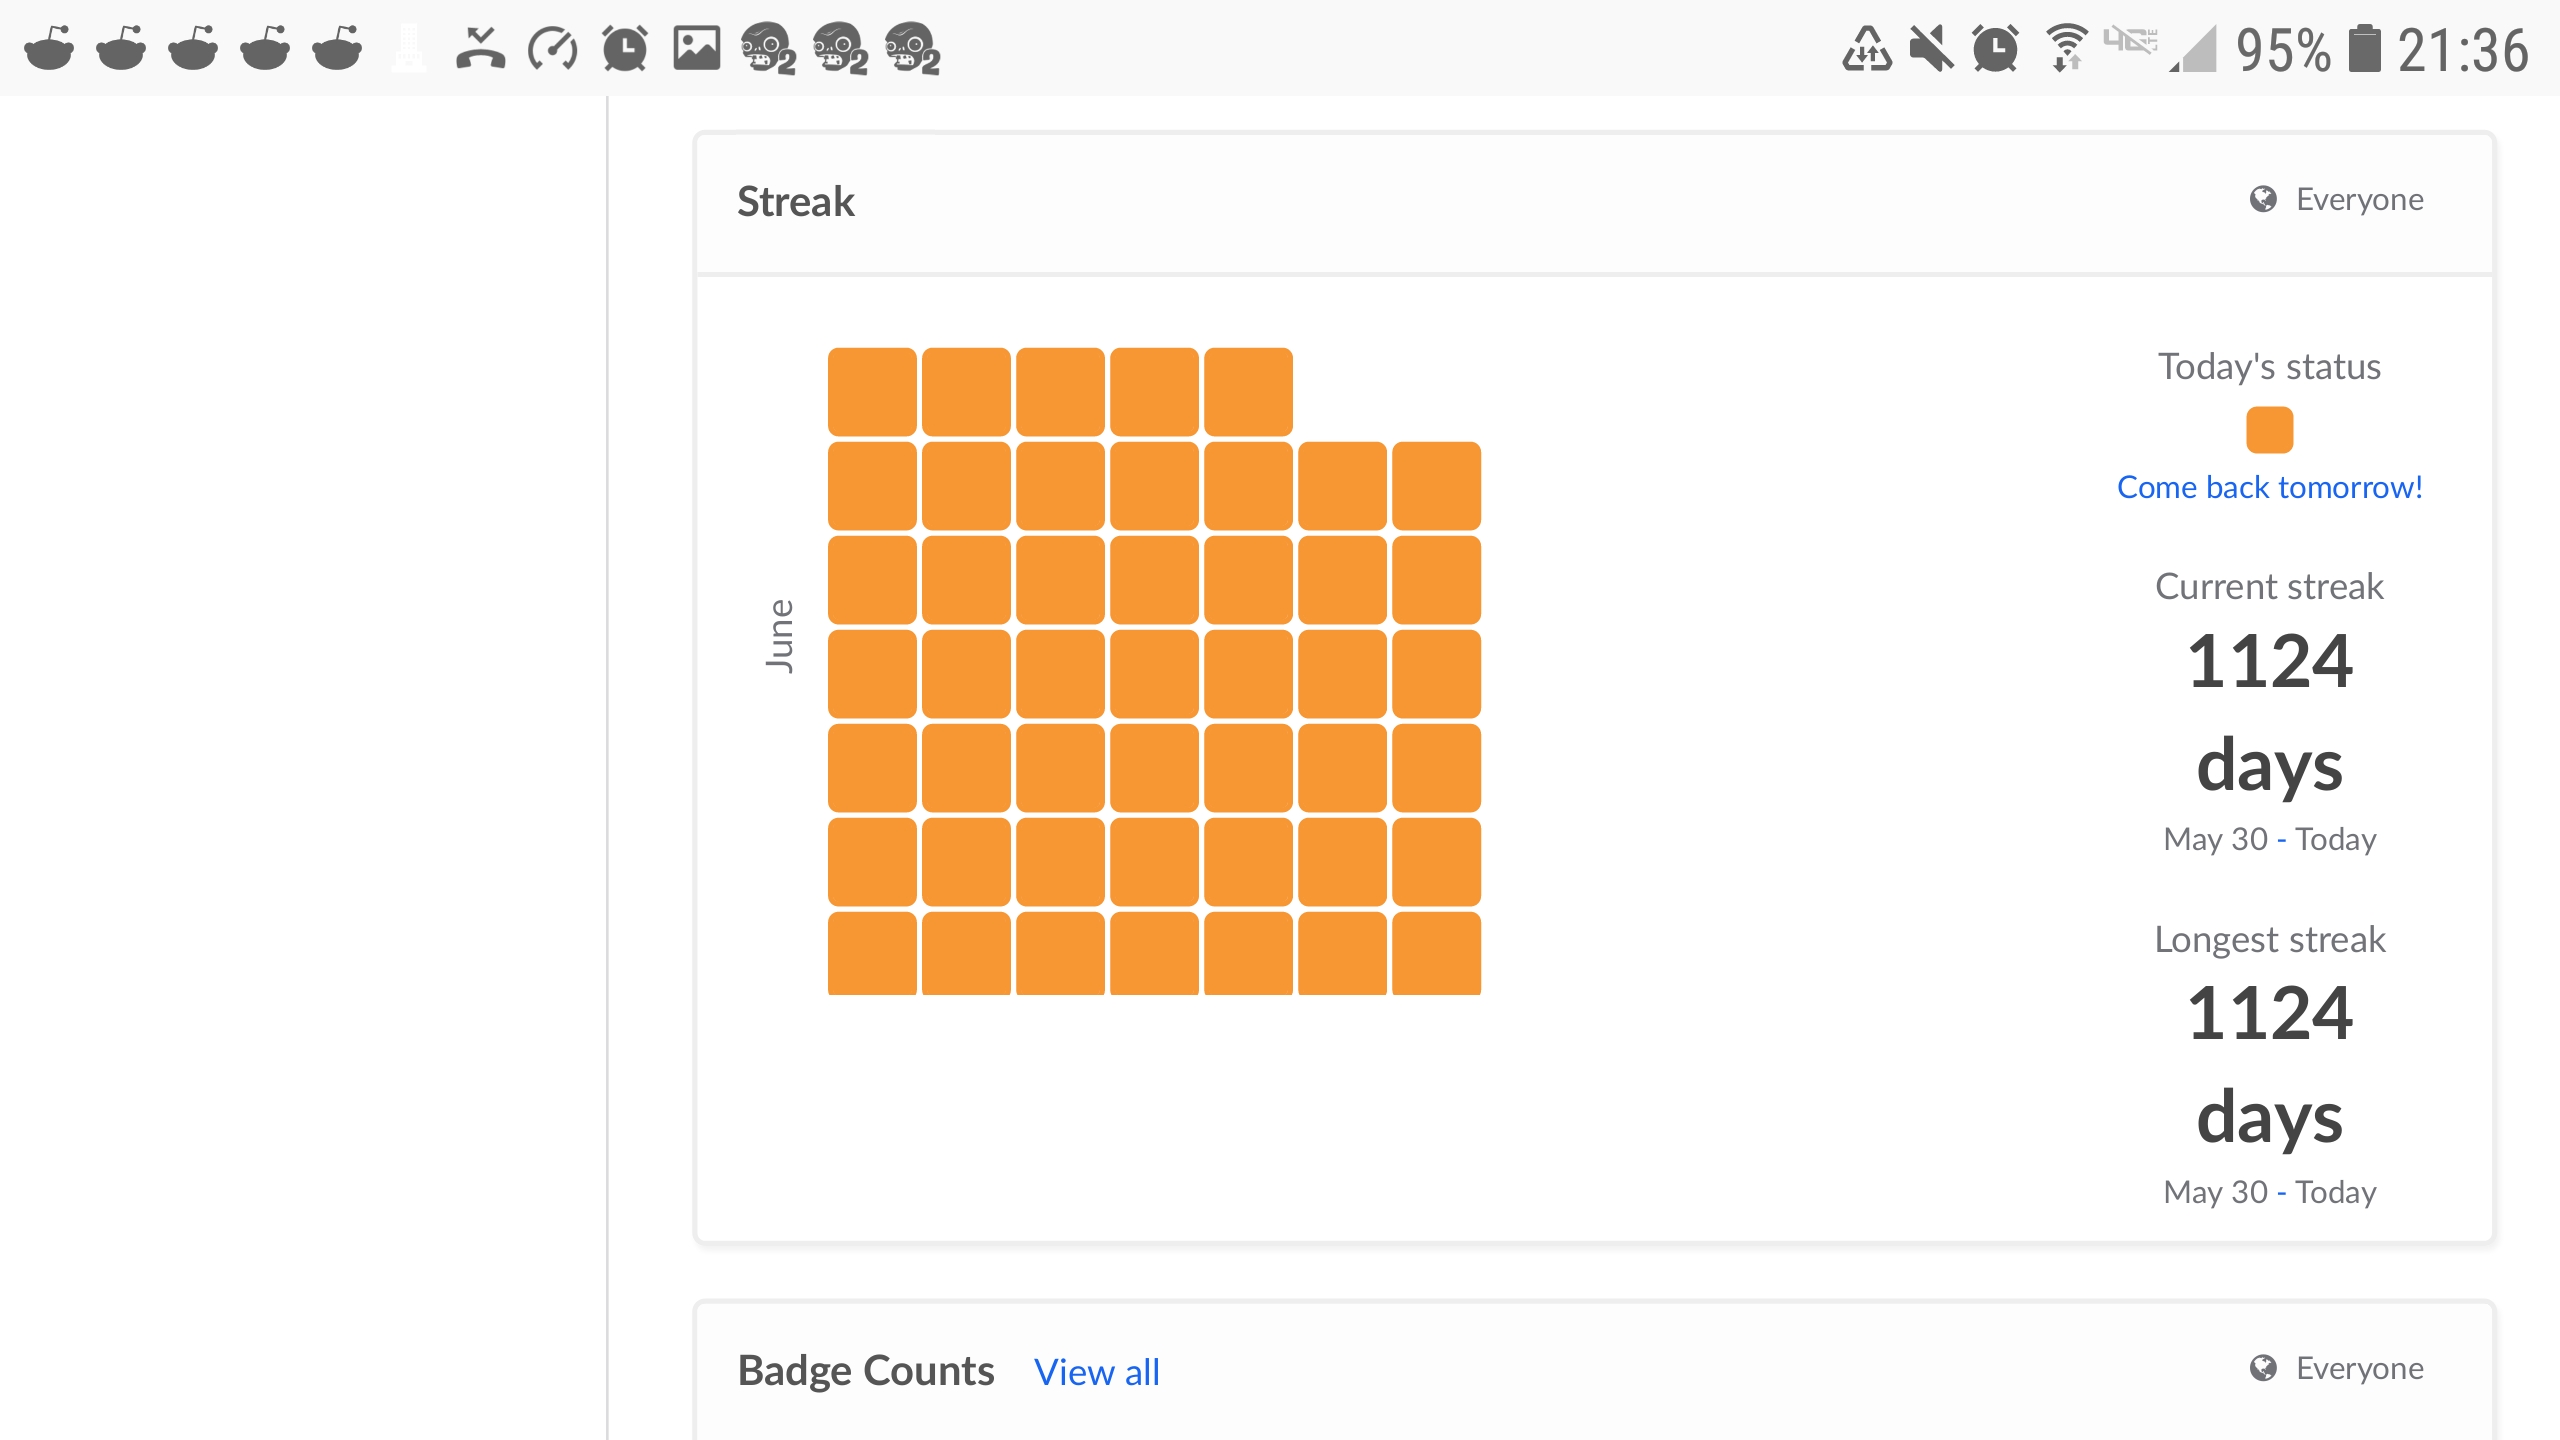 95% 21:36
Streak
Everyone
June
Today's status
Come back tomorrow!
Current streak
1124
days
May 30 - Today
Longest streak
1124
days
May 30 - Today
Badge Counts View all
Everyone